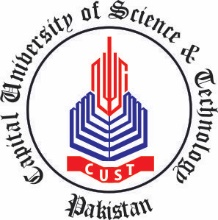 Capital University of Science & Technology
CUST
Pakistan